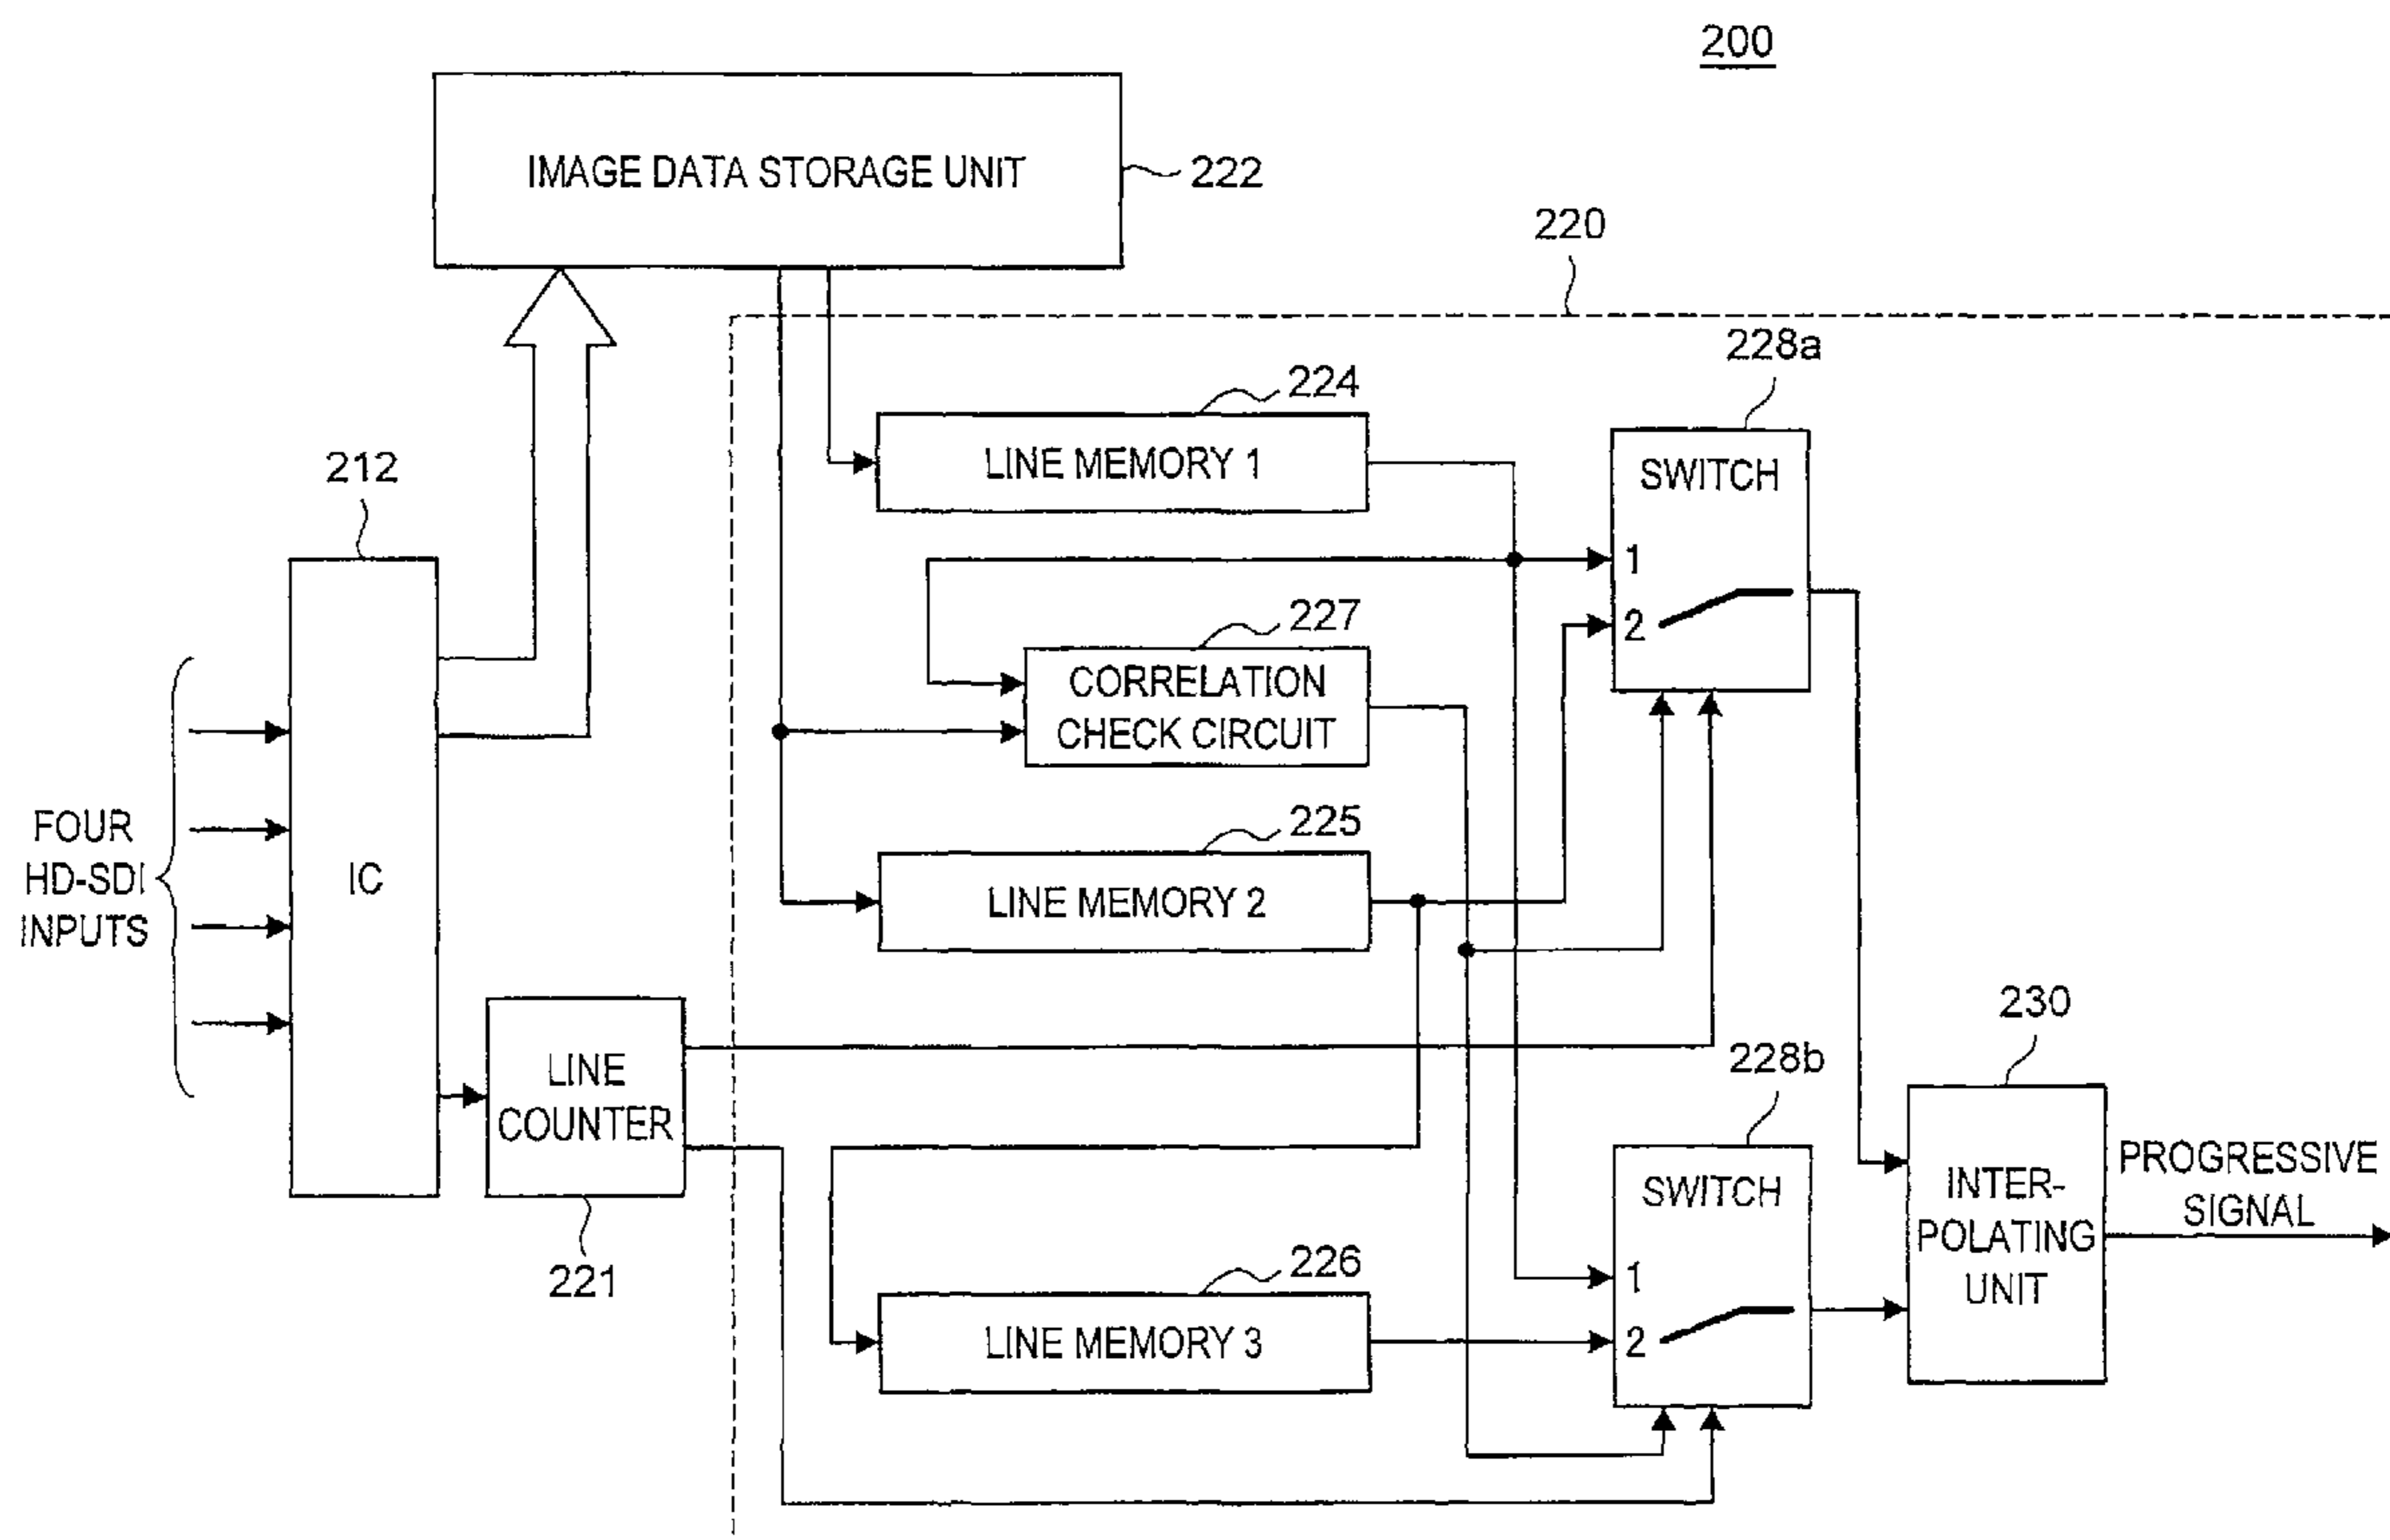 200
IMAGE DATA STORAGE UNIT
222
220
228a
224
LINE MEMORY 1
SWITCH
1
2
212
227
CORRELATION
CHECK CIRCUIT
225
LINE MEMORY 2
FOUR
HD-SDI
INPUTS
IC
LINE
COUNTER
221
230
228b
SWITCH
1
2
INTER-
POLATING
UNIT
PROGRESSIVE
SIGNAL
226
LINE MEMORY 3